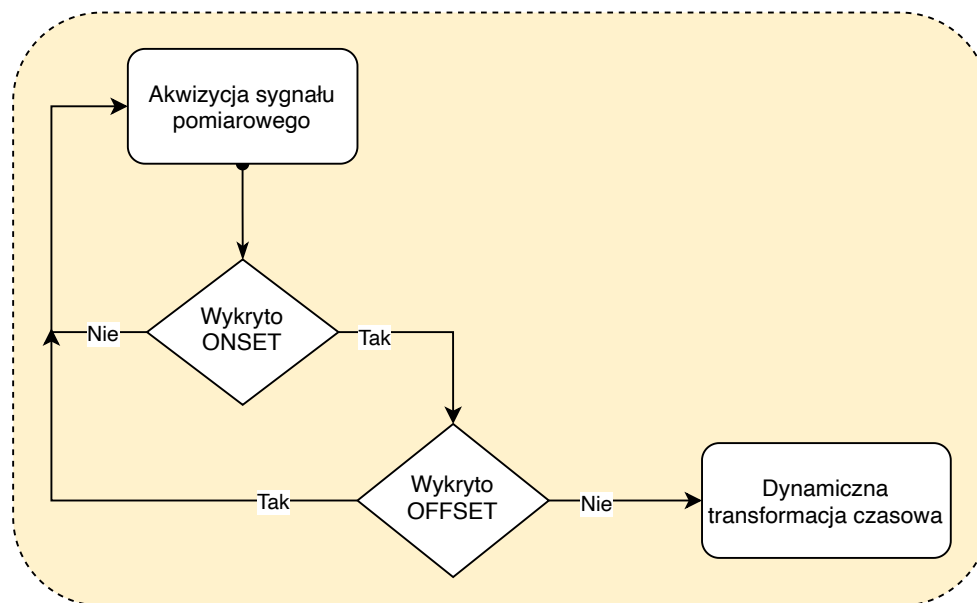 Akwizycja sygnału
pomiarowego
Wykryto
ONSET
Nie
Tak
Wykryto
OFFSET
Tak
Nie
Dynamiczna
transformacja czasowa